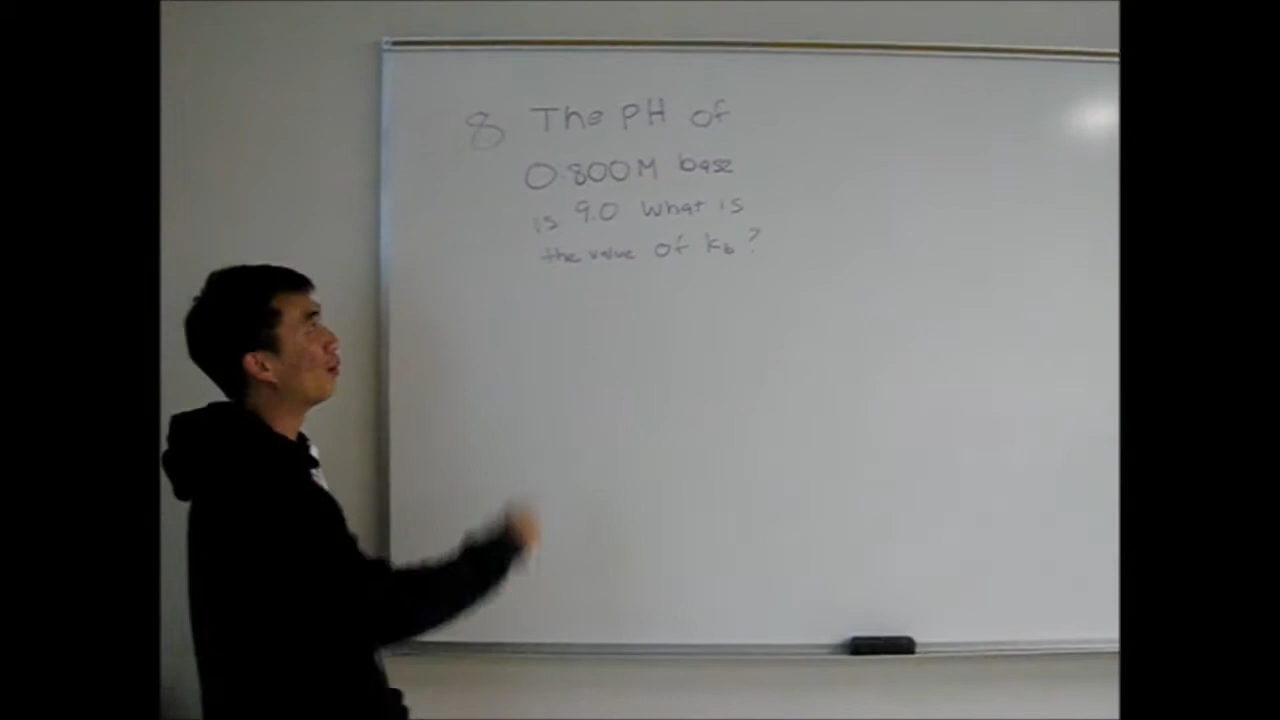 8 The PH of
0.800M base
is 9.0 what is
the value of Kb?